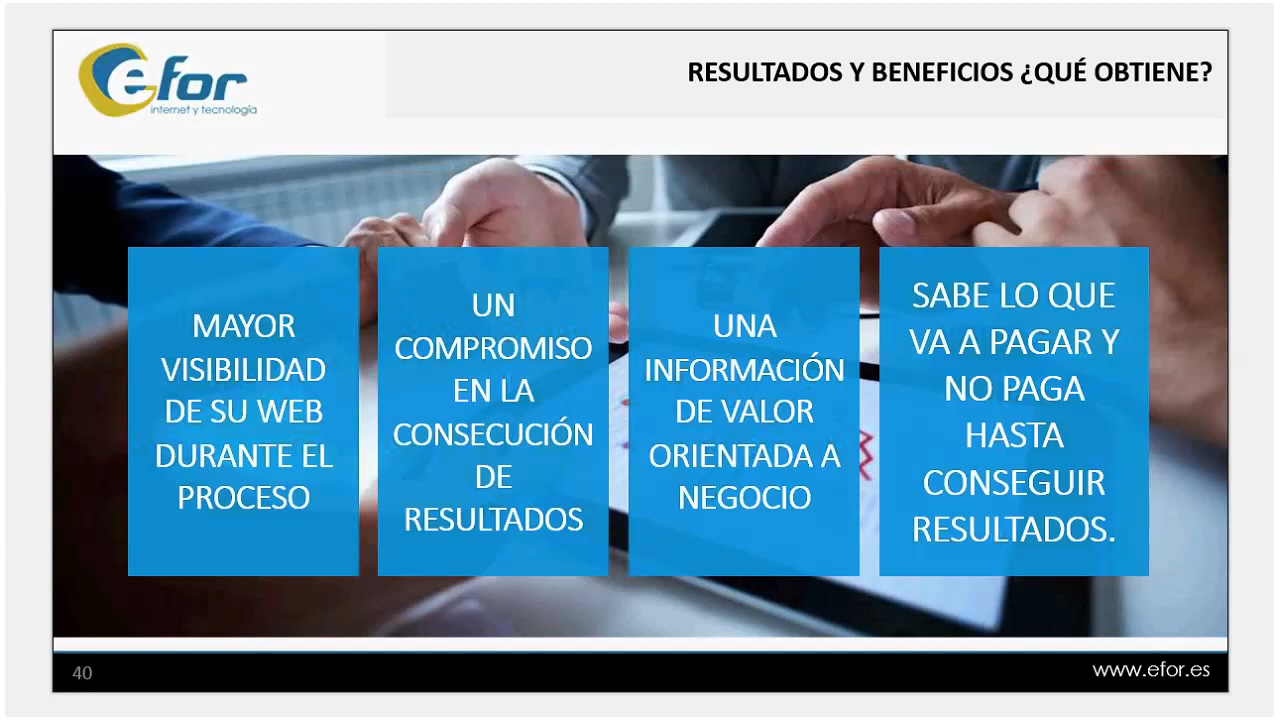 efor
internet y tecnología
RESULTADOS Y BENEFICIOS ¿QUÉ OBTIENE?
MAYOR
VISIBILIDAD
DE SU WEB
DURANTE EL
PROCESO
UN
COMPROMISO
EN LA
CONSECUCIÓN
DE
RESULTADOS
UNA
INFORMACIÓN
DE VALOR
ORIENTADA A
NEGOCIO
SABE LO QUE
VA A PAGAR Y
NO PAGA
HASTA
CONSEGUIR
RESULTADOS.
40
www.efor.es